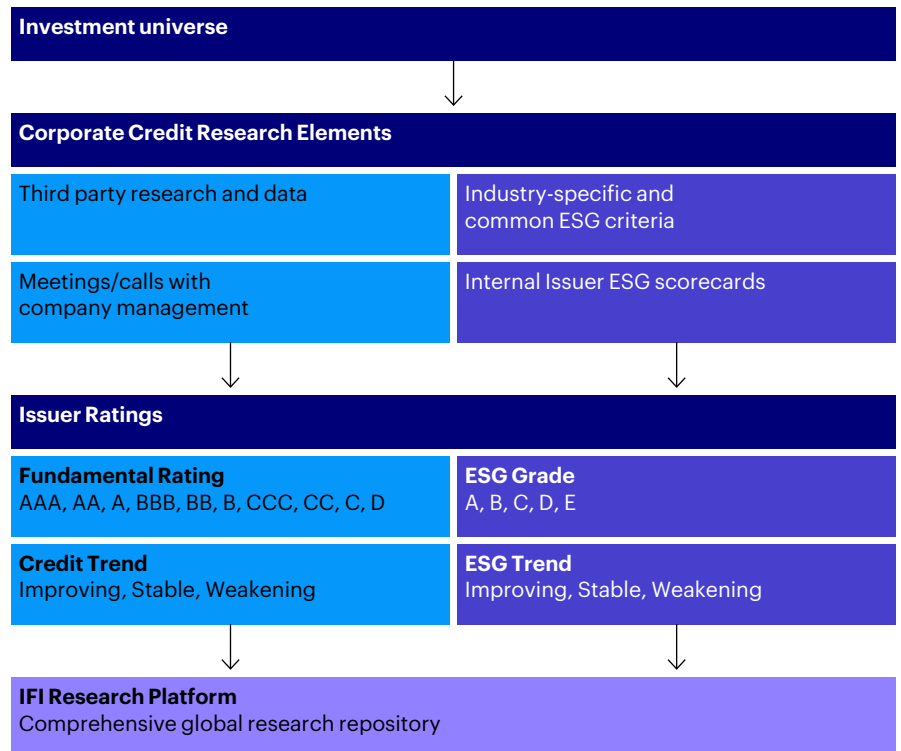 Investment universe
Corporate Credit Research Elements
Third party research and data
Industry-specific and
common ESG criteria
Meetings/calls with
company management
Internal Issuer ESG scorecards
Issuer Ratings
Fundamental Rating
AAA, AA, A, BBB, BB, B, CCC, CC, C, D
ESG Grade
A, B, C, D, E
Credit Trend
Improving, Stable, Weakening
ESG Trend
Improving, Stable, Weakening
IFI Research Platform
Comprehensive global research repository